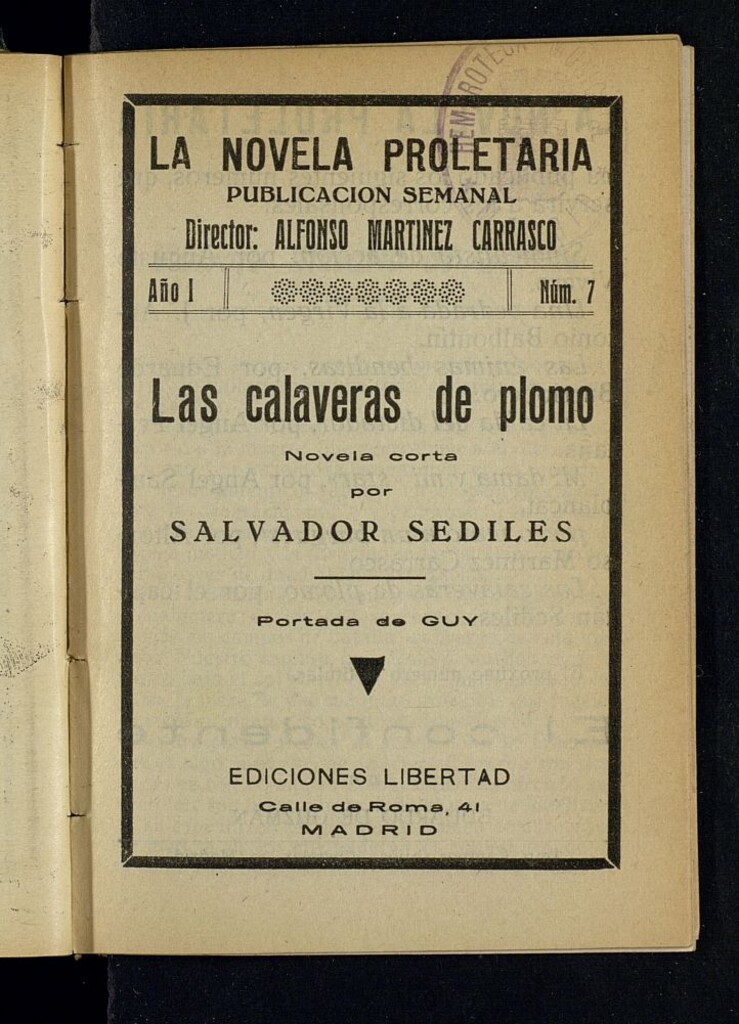 LA NOVELA PROLETARIA
PUBLICACION SEMANAL
Director: ALFONSO MARTINEZ CARRASCO
Año I
Núm. 7
Las calaveras de plomo
Novela corta
por
SALVADOR SEDILES
Portada de GUY
EDICIONES LIBERTAD
Calle de Roma, 41
MADRID